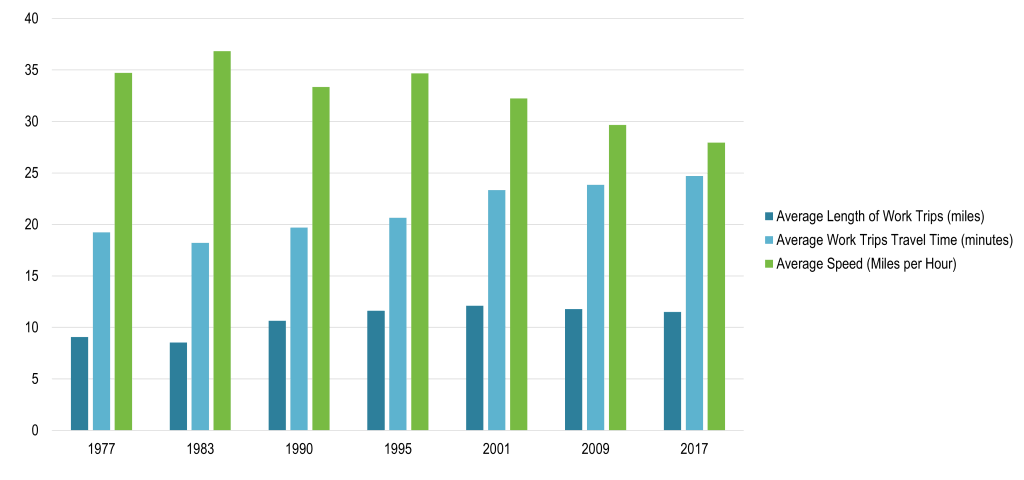 40
35
30
25
20
15
10
5
0
1977 1983 1990 1995 2001 2009 2017
Average Length of Work Trips (miles)
Average Work Trips Travel Time (minutes)
Average Speed (Miles per Hour)